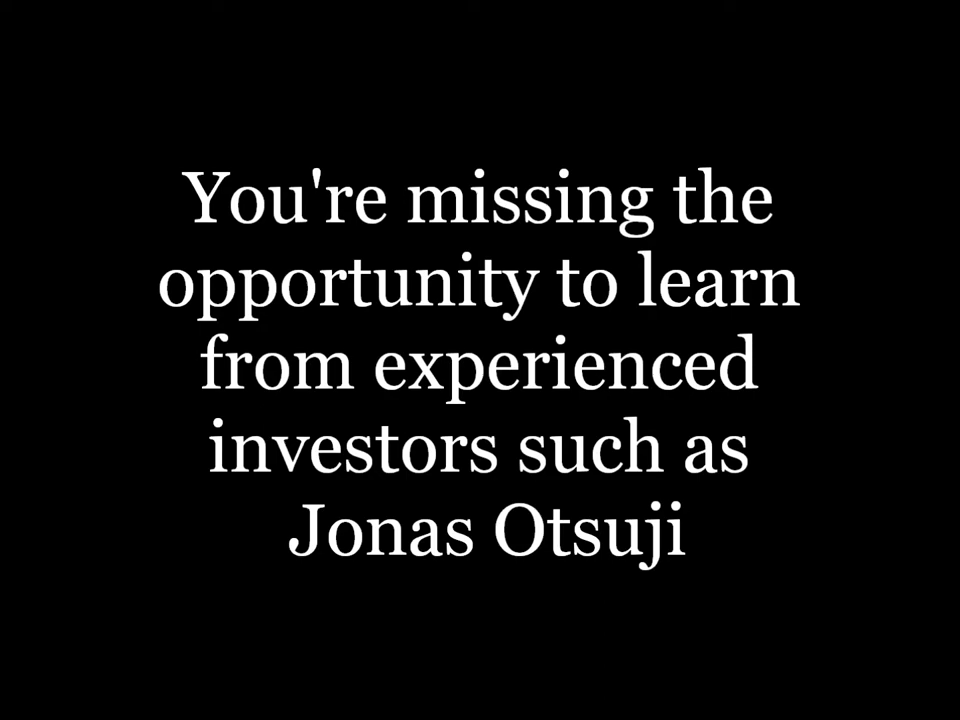 You're missing the
opportunity to learn
from experienced
investors such as
Jonas Otsuji